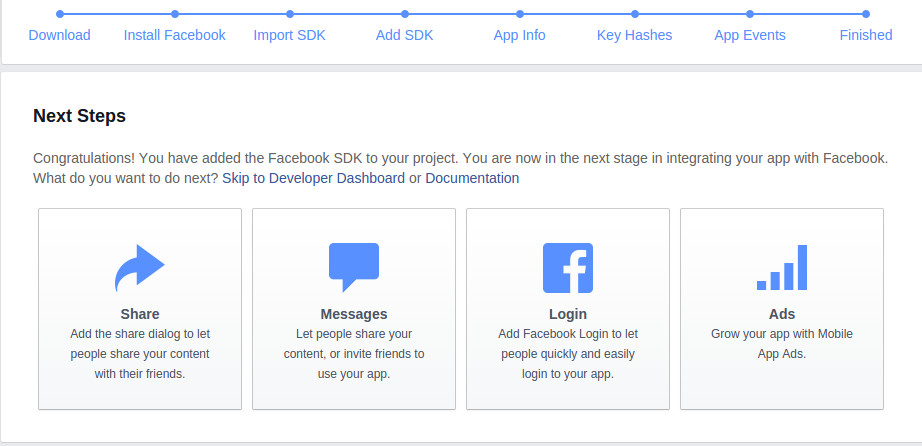 Download Install Facebook Import SDK Add SDK App Info Key Hashes App Events Finished
Next Steps
Congratulations! You have added the Facebook SDK to your project. You are now in the next stage in integrating your app with Facebook.
What do you want to do next? Skip to Developer Dashboard or Documentation
Share
Add the share dialog to let
people share your content
with their friends.
Messages
Let people share your
content, or invite friends to
use your app.
Login
Add Facebook Login to let
people quickly and easily
login to your app.
Ads
Grow your app with Mobile
App Ads.